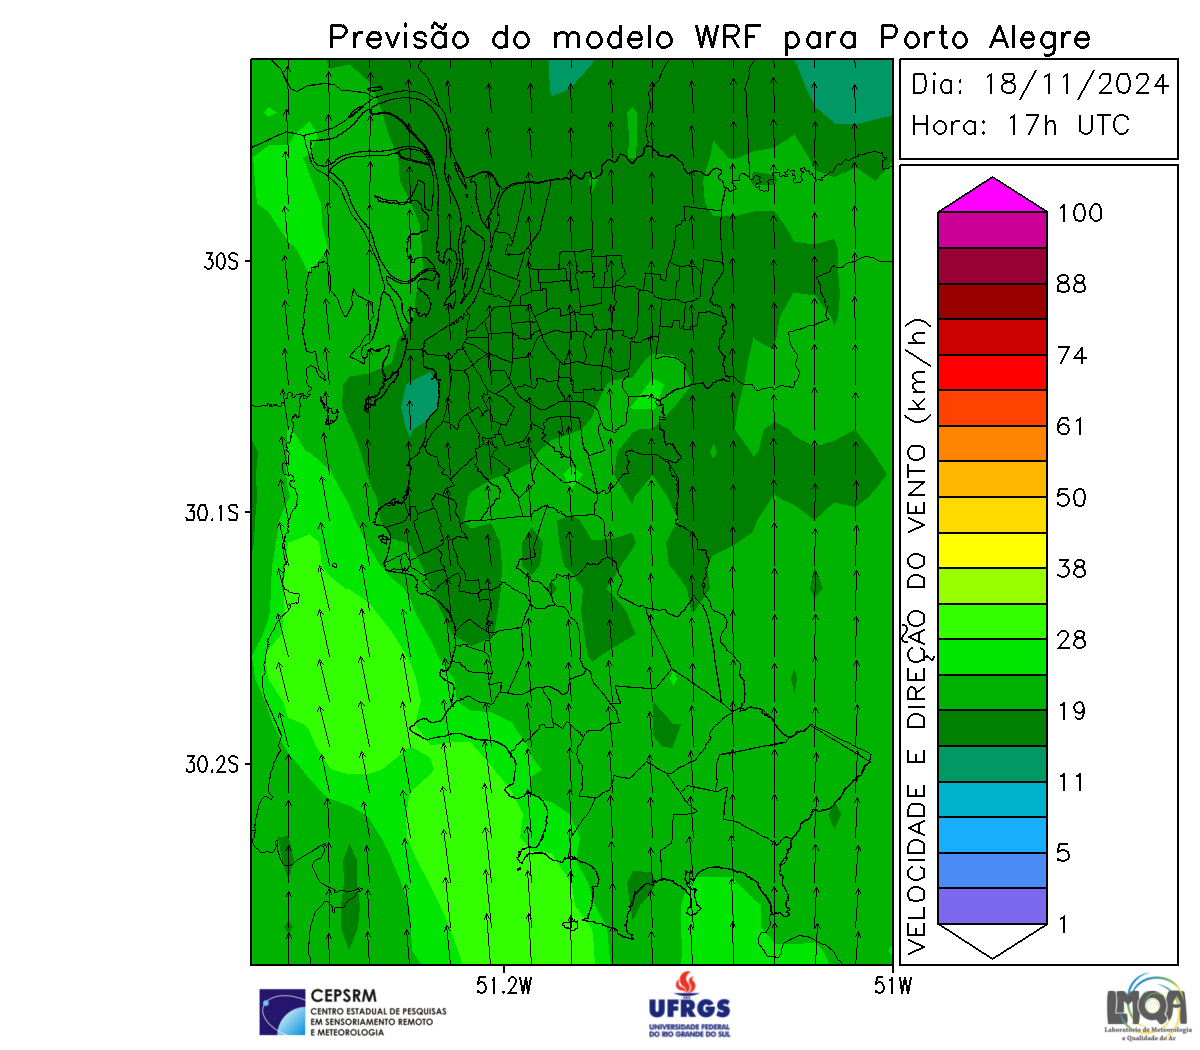 Previsão do modelo WRF para Porto Alegre
Dia: 18/11/2024
Hora: 17h UTC
30S
30.1S
30.2S
51.2W
51W
VELOCIDADE E DIREÇÃO DO VENTO (km/h)
100
88
74
61
50
38
28
19
11
5
1
CEPSRM
CENTRO ESTADUAL DE PESQUISAS
EM SENSORIAMENTO REMOTO
E METEOROLOGIA
UFRGS
UNIVERSIDADE FEDERAL
DO RIO GRANDE DO SUL
LMQA
Laboratório de Meteorologia
e Qualidade do Ar